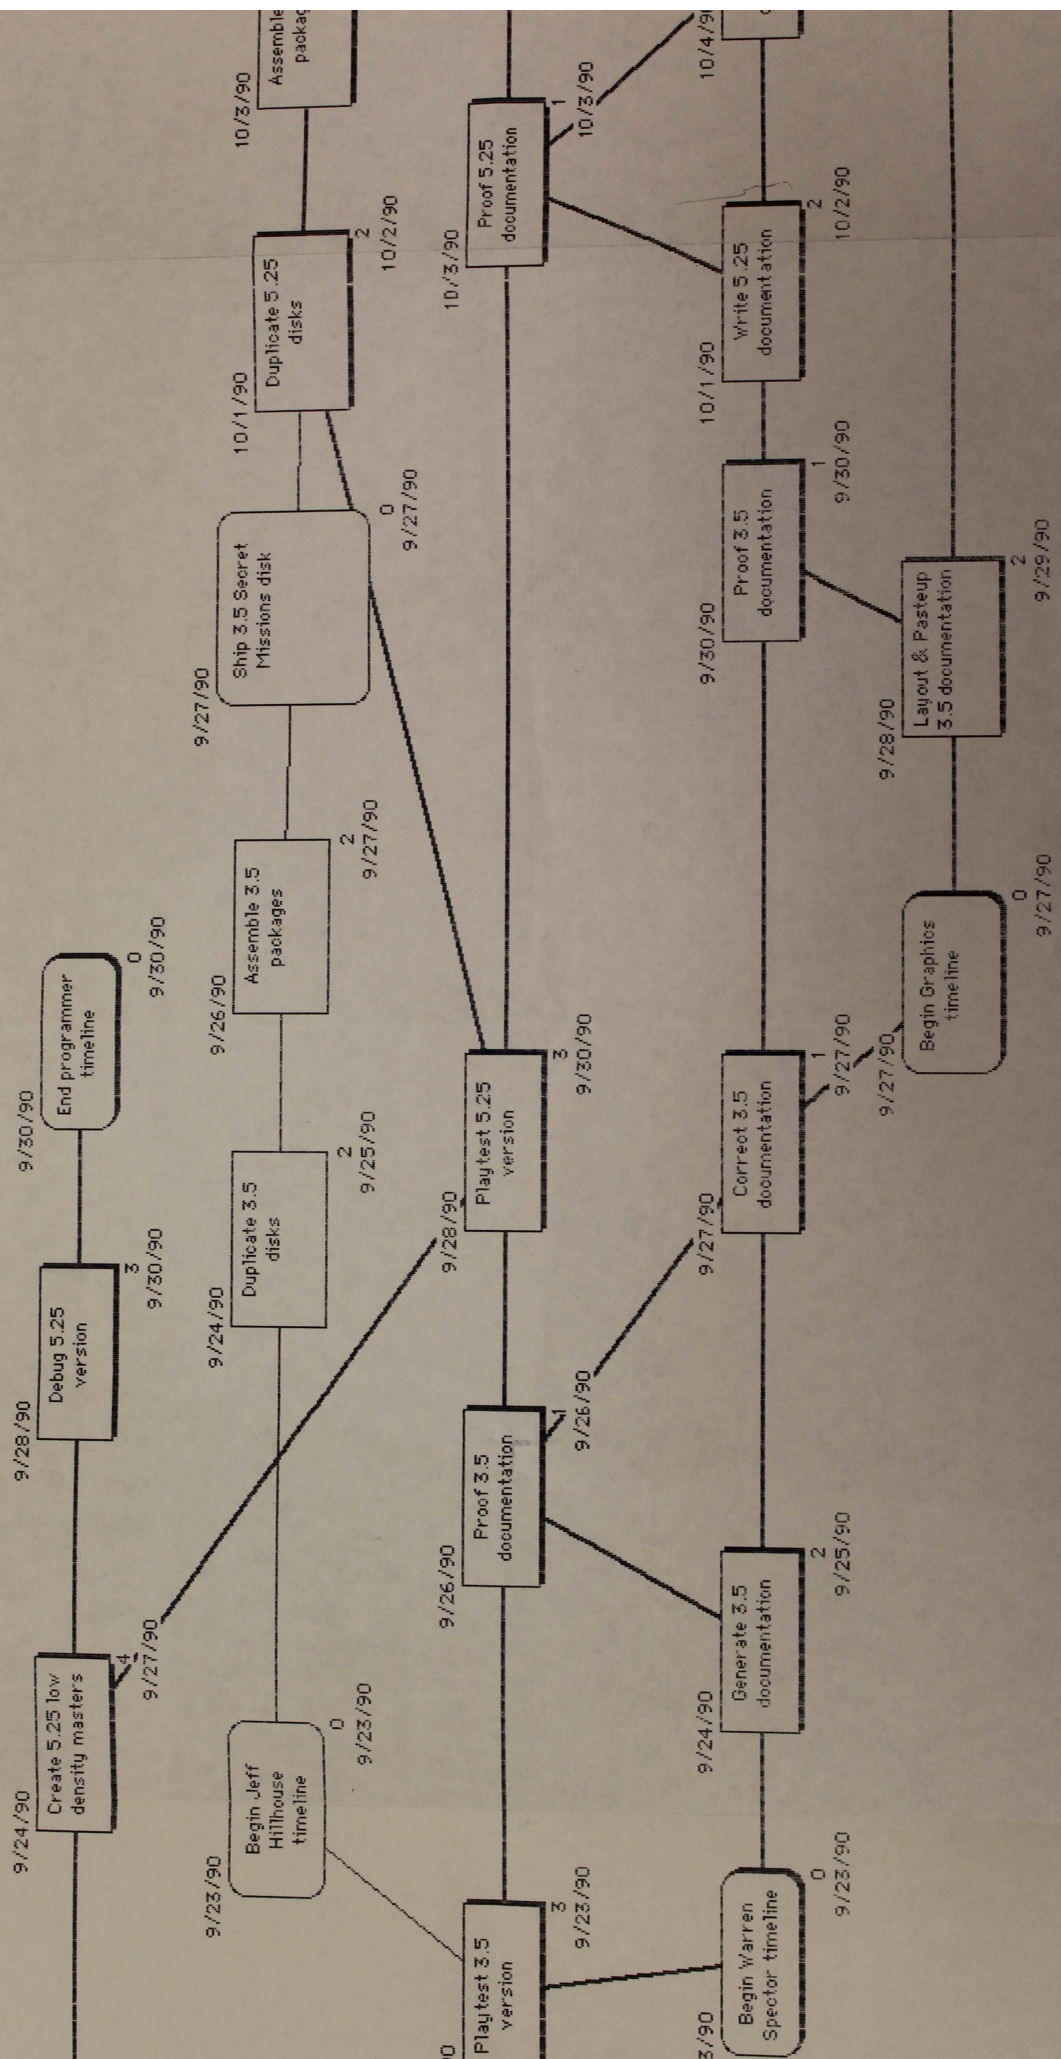 9/24/90
Create 5.25 low
density masters
4
9/27/90
9/28/90
Debug 5.25
version
3
9/30/90
9/30/90
End programmer
timeline
0
9/30/90
9/23/90
Begin Jeff
Hillhouse
timeline
0
9/23/90
9/24/90
Duplicate 3.5
disks
2
9/25/90
9/26/90
Assemble 3.5
packages
2
9/27/90
9/27/90
Ship 3.5 Secret
Missions disk
0
9/27/90
10/1/90
Duplicate 5.25
disks
2
10/2/90
10/3/90
Assemble
packag
Playtest 3.5
version
3
9/23/90
9/26/90
Proof 3.5
documentation
1
9/26/90
9/28/90
Playtest 5.25
version
3
9/30/90
10/3/90
Proof 5.25
documentation
1
10/3/90
3/90
Begin Warren
Spector timeline
0
9/23/90
9/24/90
Generate 3.5
documentation
2
9/25/90
9/27/90
Correct 3.5
documentation
1
9/27/90
9/30/90
Proof 3.5
documentation
1
9/30/90
10/1/90
Write 5.25
documentation
2
10/2/90
10/4/90
9/27/90
Begin Graphics
timeline
0
9/27/90
9/28/90
Layout & Pasteup
3.5 documentation
2
9/29/90